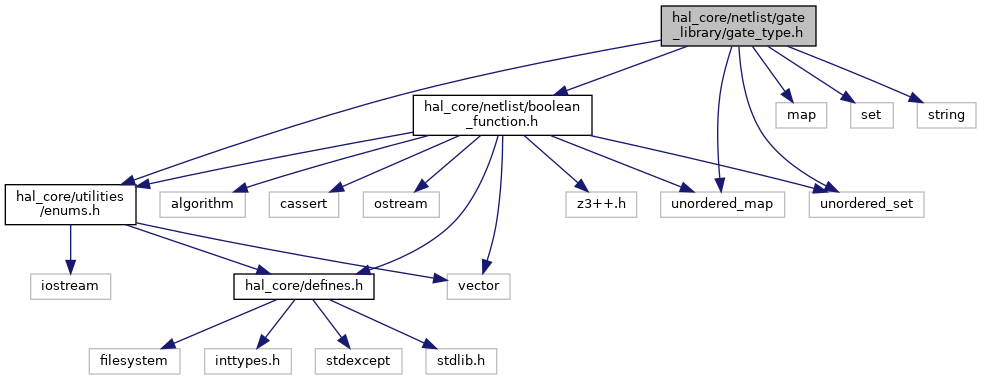 hal_core/netlist/gate
_library/gate_type.h
hal_core/netlist/boolean
_function.h
map
set
string
hal_core/utilities
/enums.h
algorithm
cassert
ostream
z3++.h
unordered_map
unordered_set
iostream
hal_core/defines.h
vector
filesystem
inttypes.h
stdexcept
stdlib.h